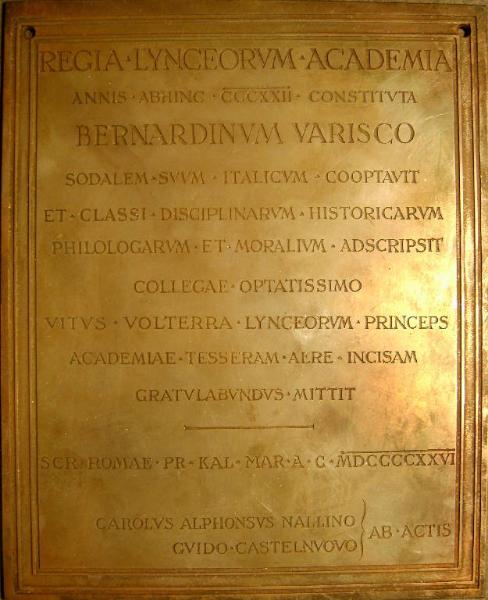 REGIA · LYNCEORVM · ACADEMIA
ANNIS · ABHINC · CCCXXII · CONSTITVTA
BERNARDINVM VARISCO
SODALEM · SVVM · ITALICVM · COOPTAVIT
ET · CLASSI · DISCIPLINARVM · HISTORICARVM
PHILOLOGARVM · ET · MORALIVM · ADSCRIPSIT
COLLEGAE · OPTATISSIMO
VITVS · VOLTERRA · LYNCEORVM · PRINCEPS
ACADEMIAE · TESSERAM · AERE · INCISAM
GRATVLABVNDVS · MITTIT
SCR · ROMAE · PR · KAL · MAR · A · C · MDCCCCXXVI
CAROLVS ALPHONSVS NALLINO
GVIDO · CASTELNVOVO
AB · ACTIS